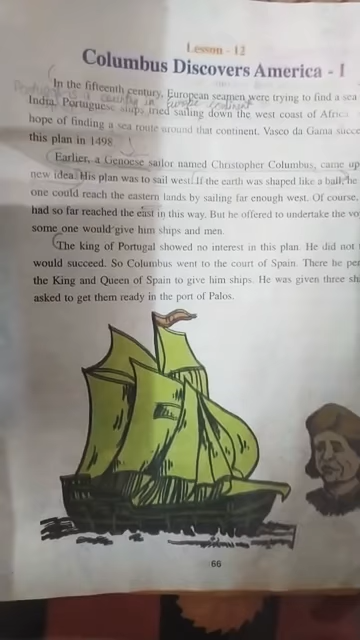 Lesson - 12
Columbus Discovers America - I
In the fifteenth century, European seamen were trying to find a sea
Portugal is a country in Europe continent
India. Portuguese ships tried sailing down the west coast of Africa
hope of finding a sea route around that continent. Vasco da Gama succe
this plan in 1498
Earlier, a Genoese sailor named Christopher Columbus, came up
new idea. His plan was to sail west. If the earth was shaped like a ball, he
one could reach the eastern lands by sailing far enough west. Of course,
had so far reached the east in this way. But he offered to undertake the vo
some one would give him ships and men.
The king of Portugal showed no interest in this plan. He did not
would succeed. So Columbus went to the court of Spain. There he per
the King and Queen of Spain to give him ships. He was given three sh
asked to get them ready in the port of Palos.
66